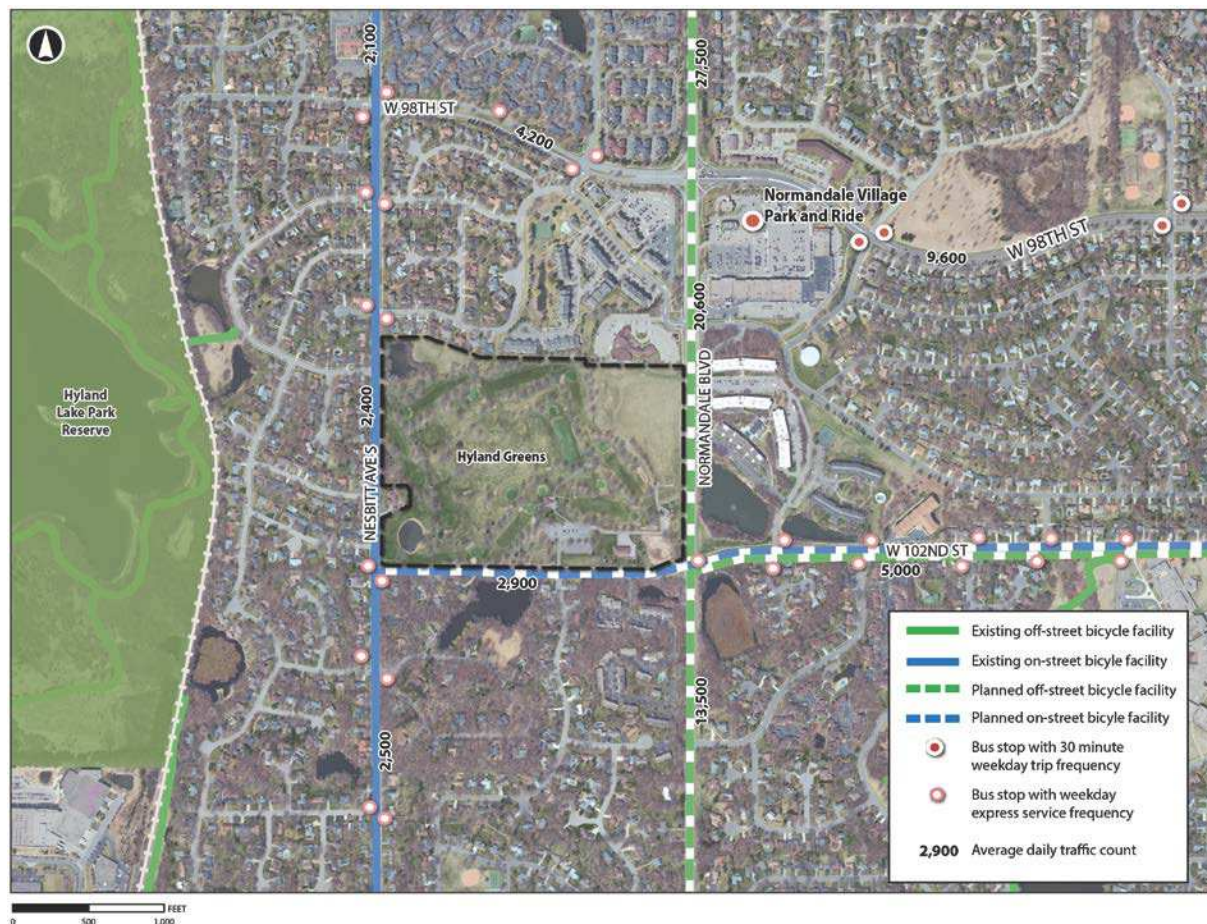 2,100
27,500
W 98TH ST
4,200
Normandale Village
Park and Ride
W 98TH ST
9,600
20,600
Hyland
Lake Park
Reserve
2,400
NESBITT AVE S
Hyland Greens
NORMANDALE BLVD
W 102ND ST
2,900
5,000
13,500
2,500
Existing off-street bicycle facility
Existing on-street bicyle facility
Planned off-street bicycle facility
Planned on-street bicycle facility
Bus stop with 30 minute
weekday trip frequency
Bus stop with weekday
express service frequency
2,900 Average daily traffic count
FEET
0 500 1,000